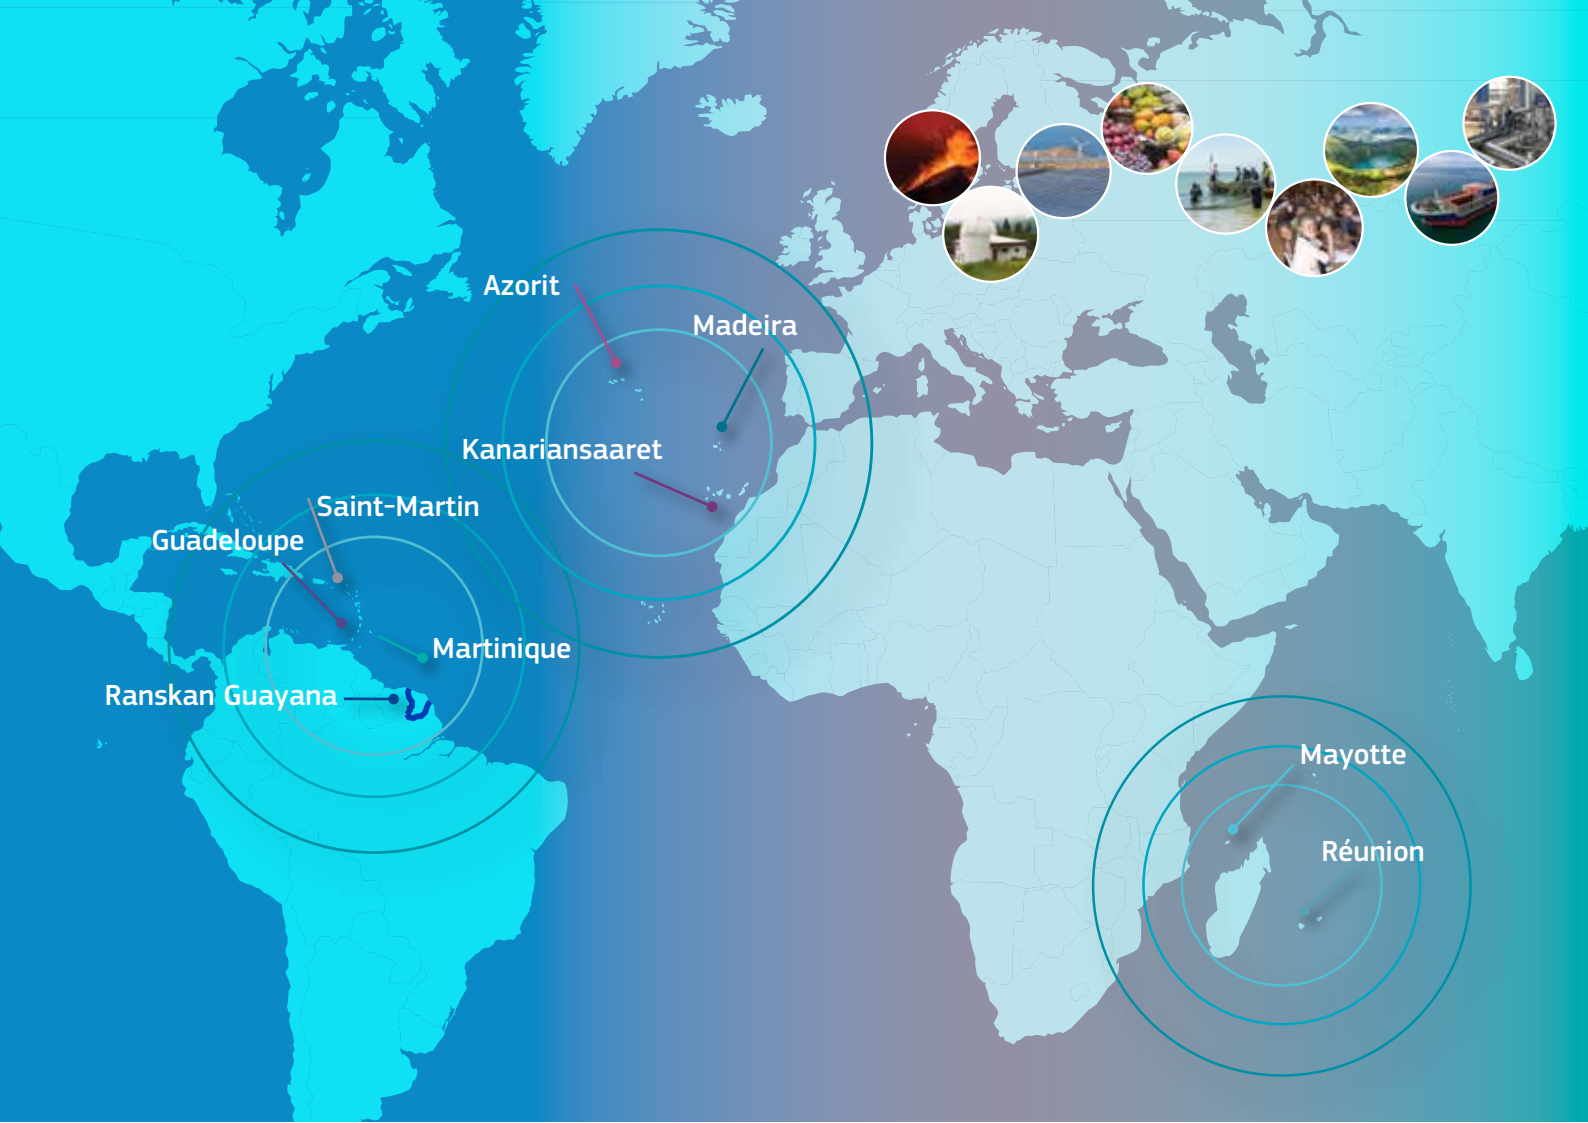 Azorit
Madeira
Kanariansaaret
Saint-Martin
Guadeloupe
Martinique
Ranskan Guayana
Mayotte
Réunion